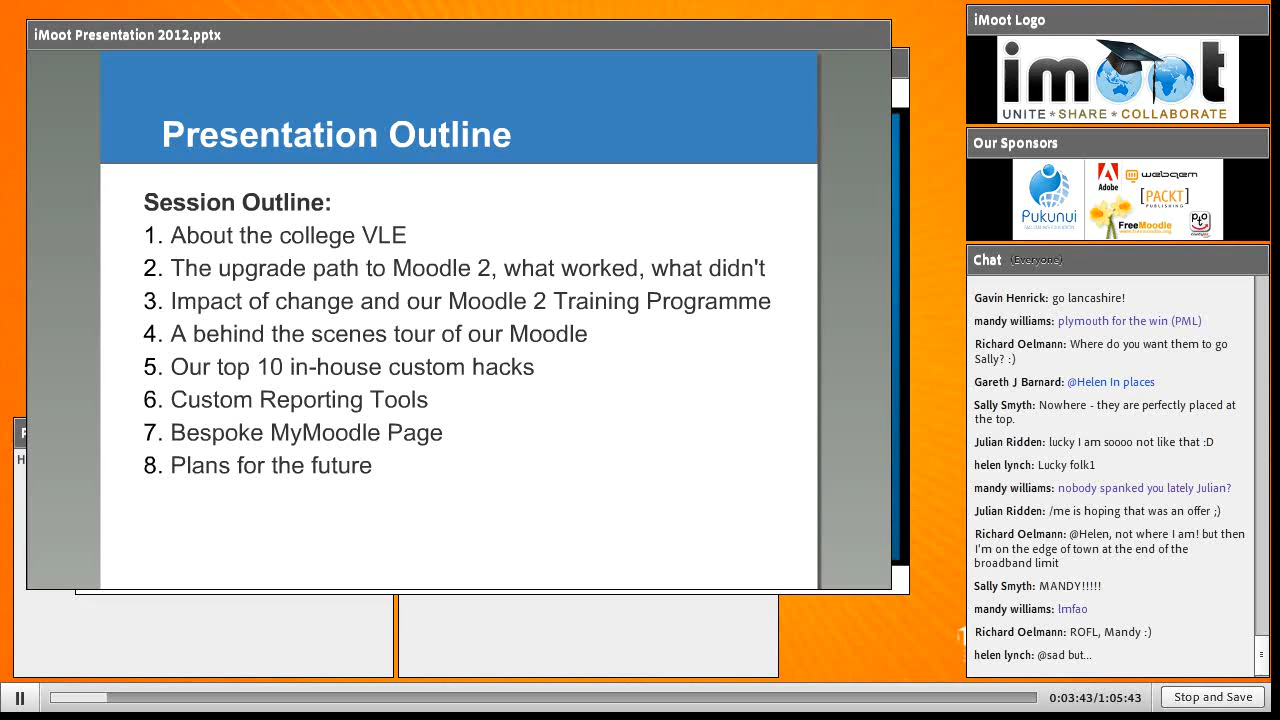 iMoot Presentation 2012.pptx
Presentation Outline
Session Outline:
1. About the college VLE
2. The upgrade path to Moodle 2, what worked, what didn't
3. Impact of change and our Moodle 2 Training Programme
4. A behind the scenes tour of our Moodle
5. Our top 10 in-house custom hacks
6. Custom Reporting Tools
7. Bespoke MyMoodle Page
8. Plans for the future
iMoot Logo
imoot
UNITE*SHARE*COLLABORATE
Our Sponsors
Pukunui
Adobe
webqem
[PACKT]
PUBLISHING
FreeMoodle
www.freemoodle.org
Chat (Everyone)
Gavin Henrick: go lancashire!
mandy williams: plymouth for the win (PML)
Richard Oelmann: Where do you want them to go
Sally? :)
Gareth J Barnard: @Helen In places
Sally Smyth: Nowhere - they are perfectly placed at
the top.
Julian Ridden: lucky I am soooo not like that :D
helen lynch: Lucky folk1
mandy williams: nobody spanked you lately Julian?
Julian Ridden: /me is hoping that was an offer ;)
Richard Oelmann: @Helen, not where I am! but then
I'm on the edge of town at the end of the
broadband limit
Sally Smyth: MANDY!!!!!
mandy williams: lmfao
Richard Oelmann: ROFL, Mandy :)
helen lynch: @sad but...
0:03:43/1:05:43
Stop and Save